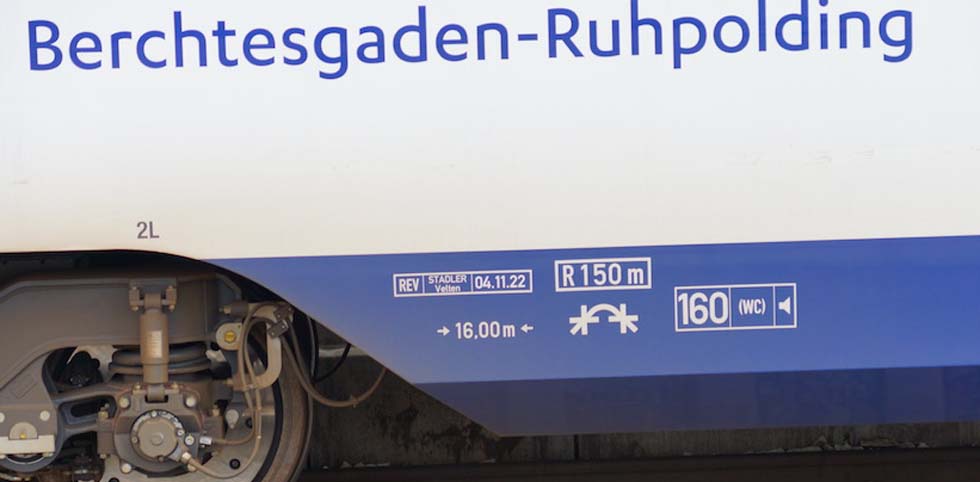 Berchtesgaden-Ruhpolding
2L
REV STADLER Velten 04.11.22
R 150 m
16,00 m
160 (WC)